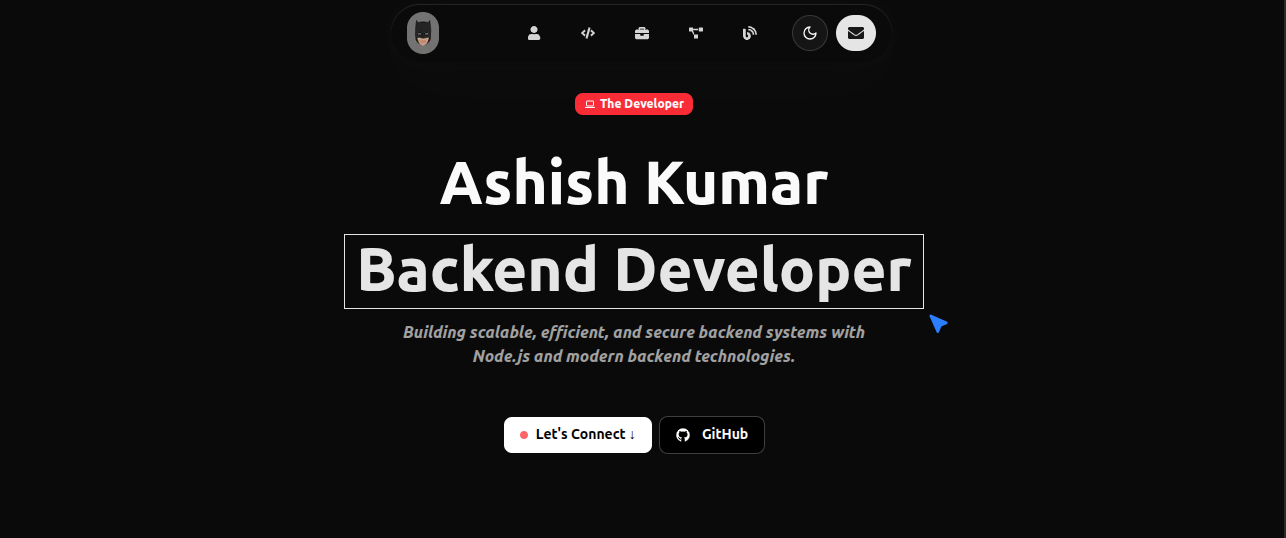 The Developer
Ashish Kumar
Backend Developer
Building scalable, efficient, and secure backend systems with
Node.js and modern backend technologies.
Let's Connect ↓
GitHub